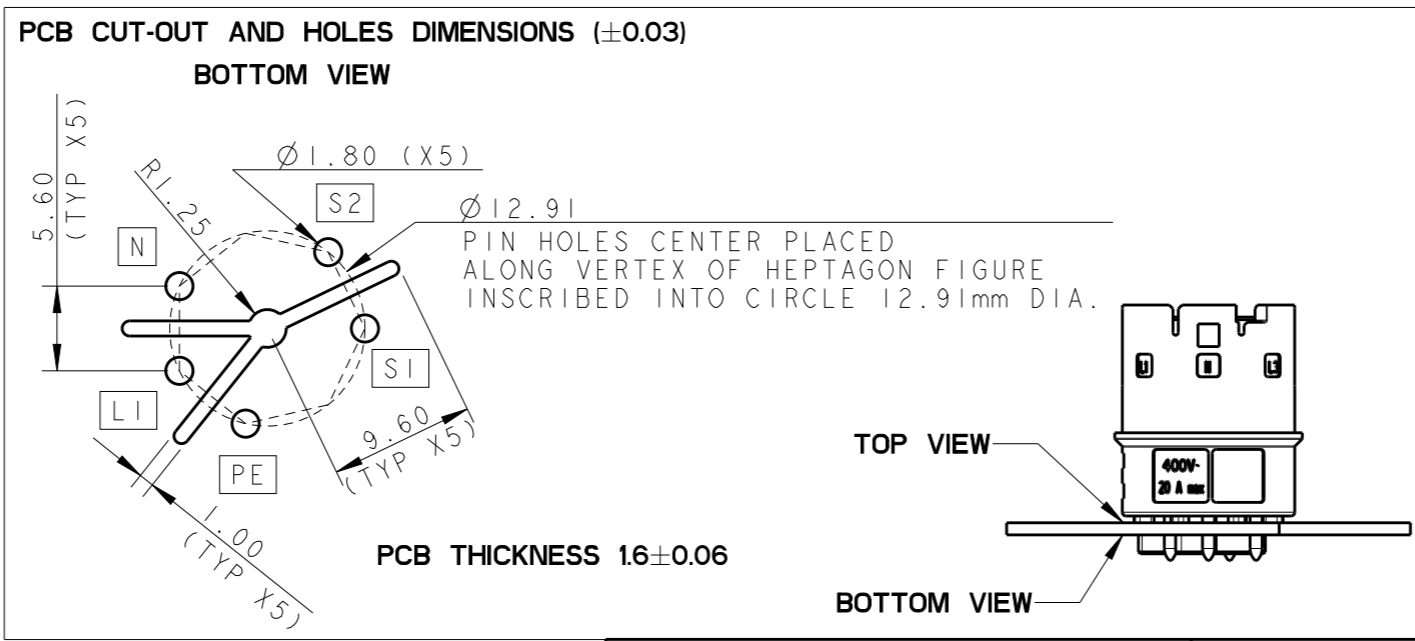 PCB CUT-OUT AND HOLES DIMENSIONS (±0.03)
BOTTOM VIEW
5.60
(TYP X5)
R1.25
Ø1.80 (X5)
S2
Ø12.91
PIN HOLES CENTER PLACED
ALONG VERTEX OF HEPTAGON FIGURE
INSCRIBED INTO CIRCLE 12.91mm DIA.
N
S1
L1
PE
9.60
(TYP X5)
1.00
(TYP X5)
PCB THICKNESS 1.6±0.06
L1
N
L3
TOP VIEW
400V~
20 A max
BOTTOM VIEW